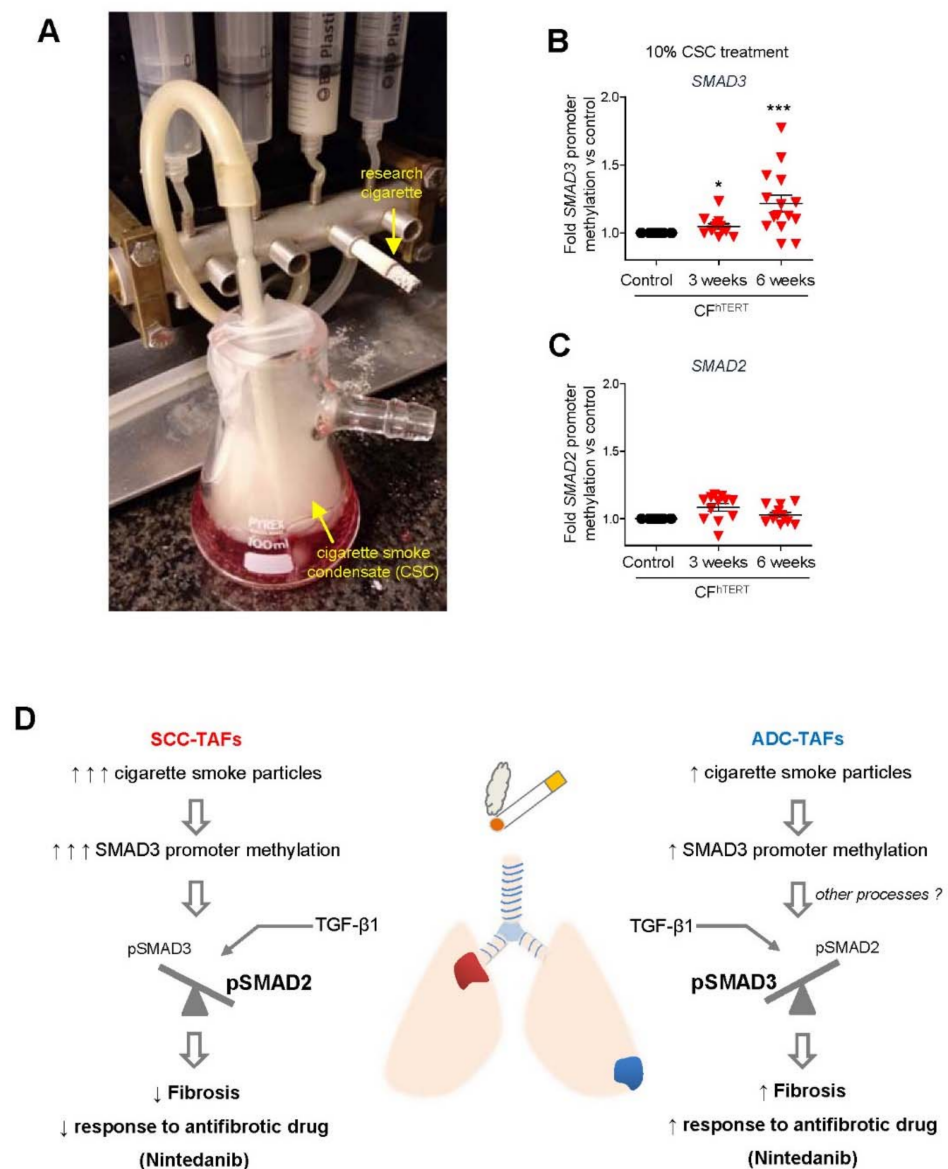 A
BD Plastic
BD Plasti
research
cigarette
PYREX
100ml
cigarette smoke
condensate (CSC)
B
10% CSC treatment
SMAD3
Fold SMAD3 promoter
methylation vs control
2.0
1.5
1.0
***
*
Control 3 weeks 6 weeks
CFhTERT
C
SMAD2
Fold SMAD2 promoter
methylation vs control
2.0
1.5
1.0
Control 3 weeks 6 weeks
CFhTERT
D
SCC-TAFs
↑↑↑ cigarette smoke particles
↑↑↑ SMAD3 promoter methylation
TGF-β1
pSMAD3
pSMAD2
↓ Fibrosis
↓ response to antifibrotic drug
(Nintedanib)
ADC-TAFs
↑ cigarette smoke particles
↑ SMAD3 promoter methylation
other processes ?
TGF-β1
pSMAD2
pSMAD3
↑ Fibrosis
↑ response to antifibrotic drug
(Nintedanib)